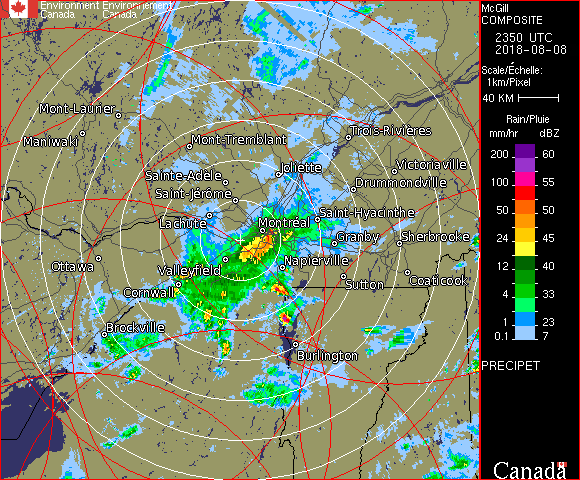 Environment Environnement
Canada Canada
McGill
COMPOSITE
2350 UTC
2018-08-08
Scale/Échelle:
1km/Pixel
40 KM
Rain/Pluie
mm/hr dBZ
200 60
150 57
100 55
50 50
24 45
12 40
4 33
1.0 23
0.1 7
PRECIPET
Canada
Mont-Laurier
Maniwaki
Mont-Tremblant
Trois-Rivières
Sainte-Adèle
Joliette
Victoriaville
Saint-Jérôme
Drummondville
Lachute
Montréal
Saint-Hyacinthe
Granby
Sherbrooke
Ottawa
Valleyfield
Napierville
Cornwall
Sutton
Coaticook
Brockville
Burlington